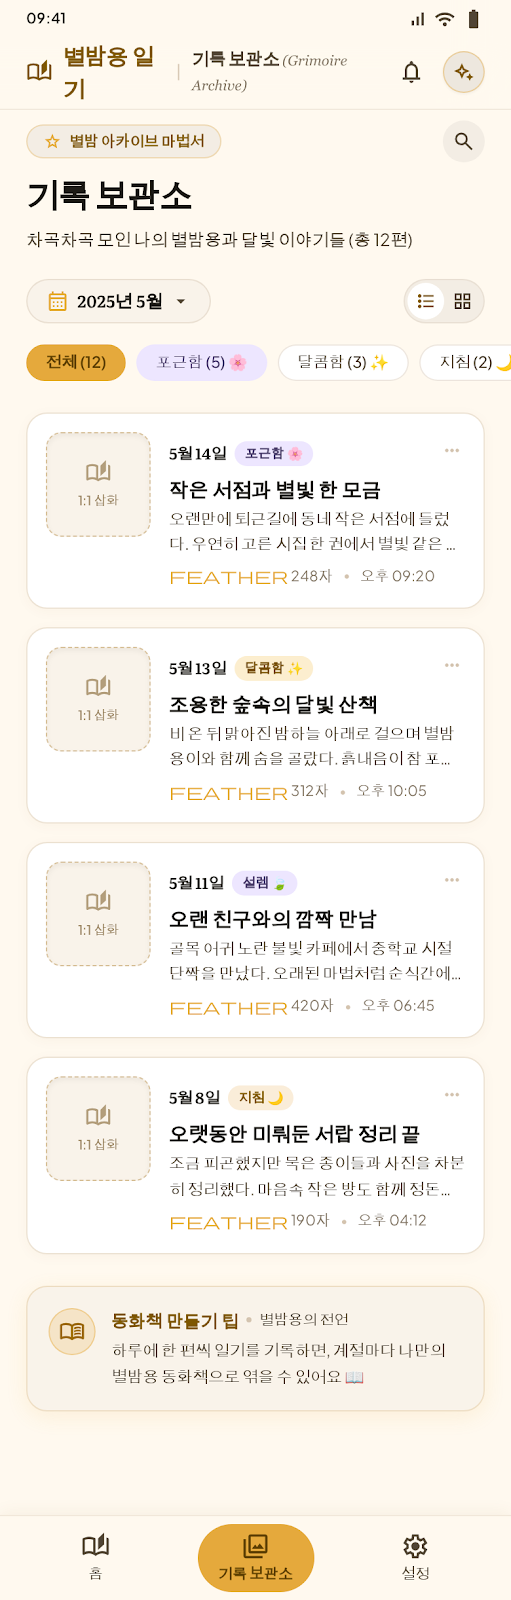 09:41
별밤용 일기
기록 보관소 (Grimoire Archive)
별밤 아카이브 마법서
기록 보관소
차곡차곡 모인 나의 별밤용과 달빛 이야기들 (총 12편)
2025년 5월
전체 (12)
포근함 (5) 🌸
달콤함 (3) ✨
지침 (2) 🌙
1:1 삽화
5월 14일 포근함 🌸
작은 서점과 별빛 한 모금
오랜만에 퇴근길에 동네 작은 서점에 들렀
다. 우연히 고른 시집 한 권에서 별빛 같은 ...
FEATHER 248자 • 오후 09:20
1:1 삽화
5월 13일 달콤함 ✨
조용한 숲속의 달빛 산책
비 온 뒤 맑아진 밤하늘 아래로 걸으며 별밤
용이와 함께 숨을 골랐다. 흙내음이 참 포...
FEATHER 312자 • 오후 10:05
1:1 삽화
5월 11일 설렘 🍃
오랜 친구와의 깜짝 만남
골목 어귀 노란 불빛 카페에서 중학교 시절
단짝을 만났다. 오래된 마법처럼 순식간에...
FEATHER 420자 • 오후 06:45
1:1 삽화
5월 8일 지침 🌙
오랫동안 미뤄둔 서랍 정리 끝
조금 피곤했지만 묵은 종이들과 사진을 차분
히 정리했다. 마음속 작은 방도 함께 정돈...
FEATHER 190자 • 오후 04:12
동화책 만들기 팁 • 별밤용의 전언
하루에 한 편씩 일기를 기록하면, 계절마다 나만의
별밤용 동화책으로 엮을 수 있어요 📖
홈
기록 보관소
설정